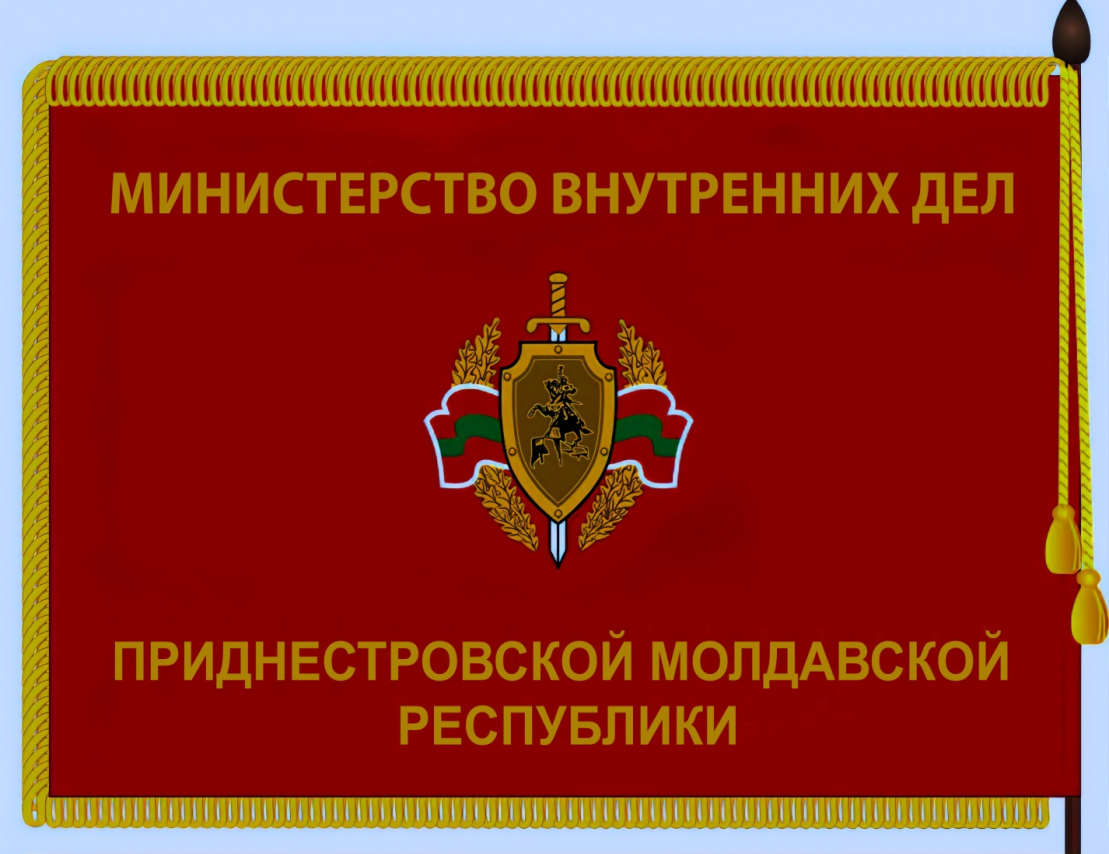 МИНИСТЕРСТВО ВНУТРЕННИХ ДЕЛ
ПРИДНЕСТРОВСКОЙ МОЛДАВСКОЙ
РЕСПУБЛИКИ